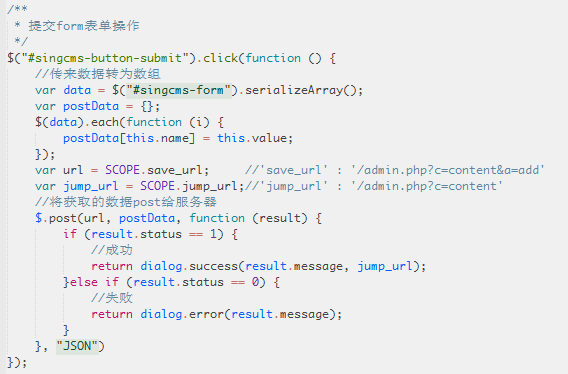 /**
 * 提交form表单操作
 */
$("#singcms-button-submit").click(function () {
    //传来数据转为数组
    var data = $("#singcms-form").serializeArray();
    var postData = {};
    $(data).each(function (i) {
        postData[this.name] = this.value;
    });
    var url = SCOPE.save_url;     //'save_url' : '/admin.php?c=content&a=add'
    var jump_url = SCOPE.jump_url;//'jump_url' : '/admin.php?c=content'
    //将获取的数据post给服务器
    $.post(url, postData, function (result) {
        if (result.status == 1) {
            //成功
            return dialog.success(result.message, jump_url);
        }else if (result.status == 0) {
            //失败
            return dialog.error(result.message);
        }
    }, "JSON")
});